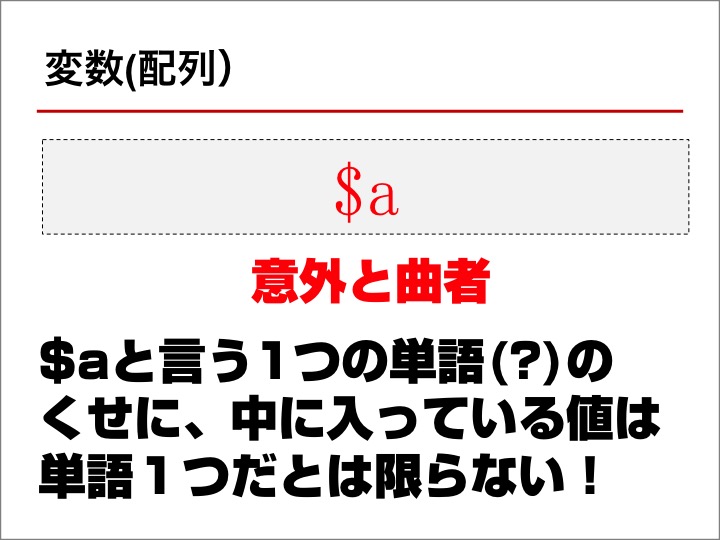 変数(配列）
$a
意外と曲者
$aと言う1つの単語(?)の
くせに、中に入っている値は
単語１つだとは限らない！